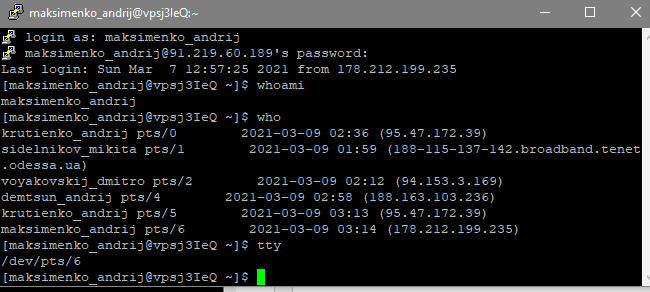 maksimenko_andrij@vpsj3IeQ:~
login as: maksimenko_andrij
maksimenko_andrij@91.219.60.189's password:
Last login: Sun Mar  7 12:57:25 2021 from 178.212.199.235
[maksimenko_andrij@vpsj3IeQ ~]$ whoami
maksimenko_andrij
[maksimenko_andrij@vpsj3IeQ ~]$ who
krutienko_andrij pts/0        2021-03-09 02:36 (95.47.172.39)
sidelnikov_mikita pts/1        2021-03-09 01:59 (188-115-137-142.broadband.tenet
.odessa.ua)
voyakovskij_dmitro pts/2        2021-03-09 02:12 (94.153.3.169)
demtsun_andrij pts/4        2021-03-09 02:58 (188.163.103.236)
krutienko_andrij pts/5        2021-03-09 03:13 (95.47.172.39)
maksimenko_andrij pts/6        2021-03-09 03:14 (178.212.199.235)
[maksimenko_andrij@vpsj3IeQ ~]$ tty
/dev/pts/6
[maksimenko_andrij@vpsj3IeQ ~]$